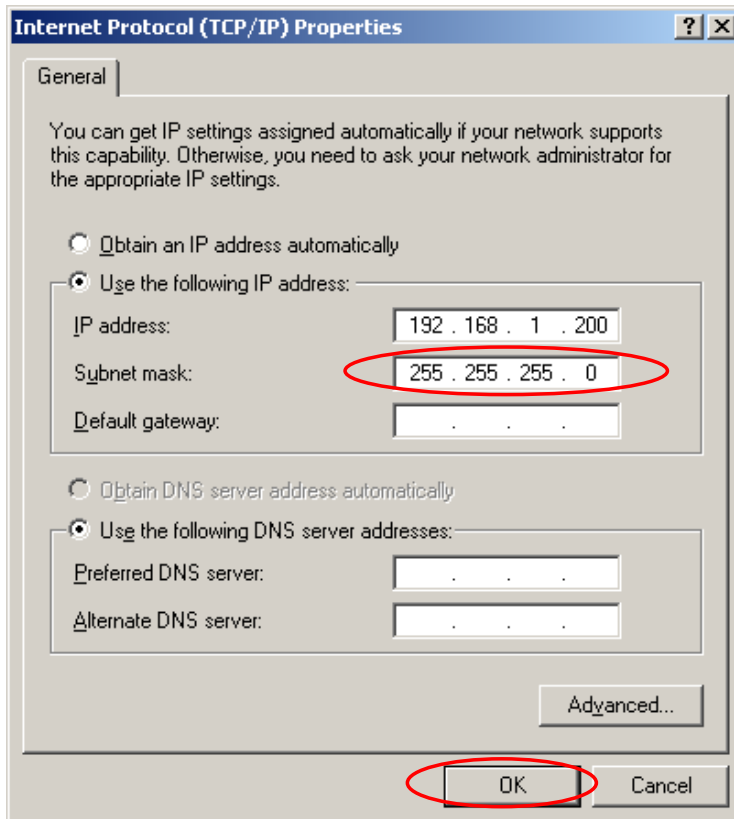 Internet Protocol (TCP/IP) Properties
General
You can get IP settings assigned automatically if your network supports
this capability. Otherwise, you need to ask your network administrator for
the appropriate IP settings.
Obtain an IP address automatically
Use the following IP address:
IP address: 192 . 168 . 1 . 200
Subnet mask: 255 . 255 . 255 . 0
Default gateway: . . .
Obtain DNS server address automatically
Use the following DNS server addresses:
Preferred DNS server: . . .
Alternate DNS server: . . .
Advanced...
OK Cancel